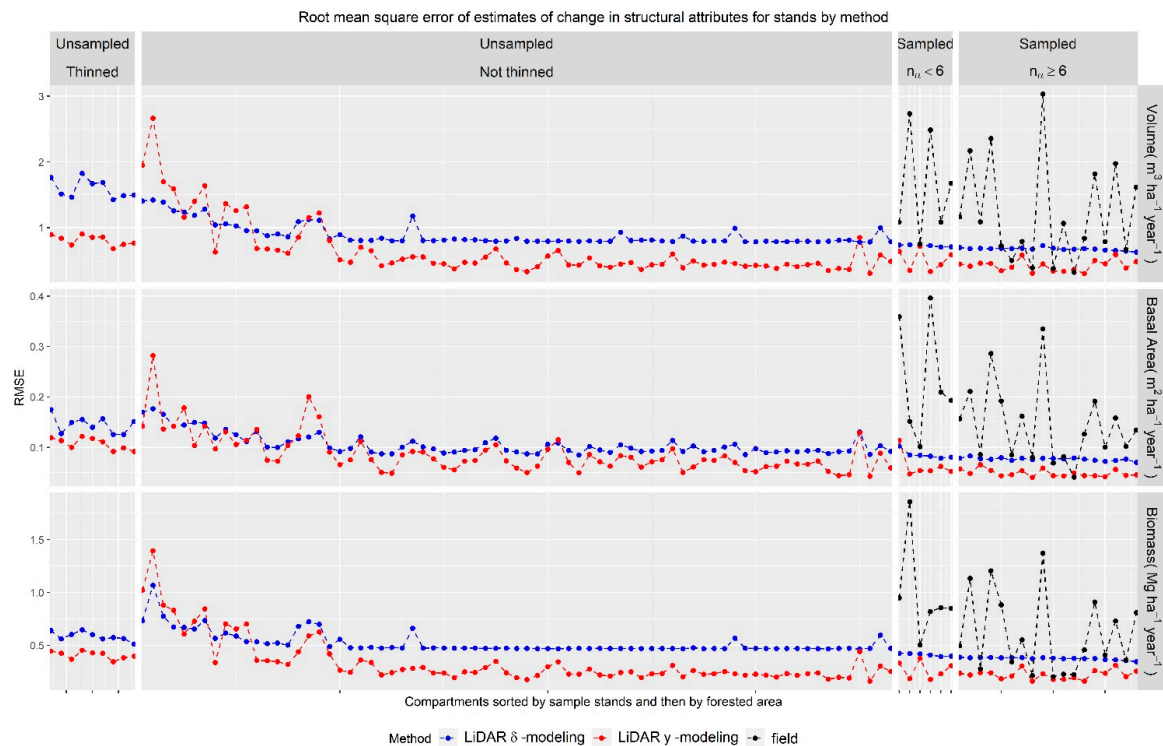 Root mean square error of estimates of change in structural attributes for stands by method
Unsampled Unsampled Sampled Sampled
Thinned Not thinned nα < 6 nα ≥ 6
3
2
1
Volume( m³ ha⁻¹ year⁻¹ )
0.4
0.3
0.2
0.1
Basal Area( m² ha⁻¹ year⁻¹ )
1.5
1.0
0.5
Biomass( Mg ha⁻¹ year⁻¹ )
RMSE
Compartments sorted by sample stands and then by forested area
Method LiDAR δ -modeling LiDAR y -modeling field